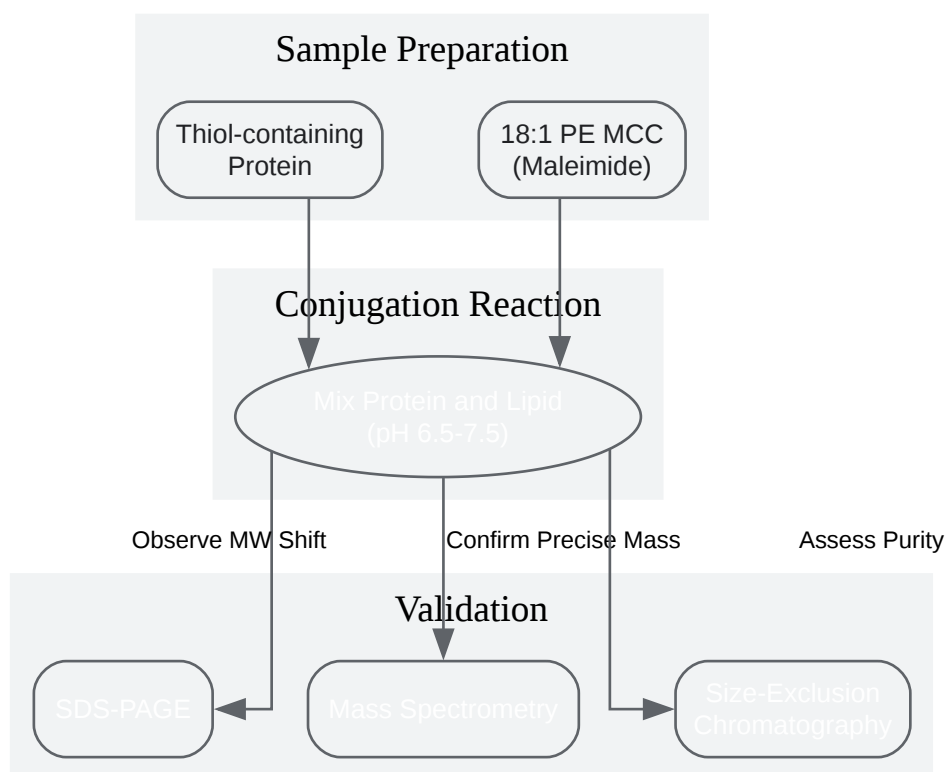 Sample Preparation
Thiol-containing
Protein
18:1 PE MCC
(Maleimide)
Conjugation Reaction
Mix Protein and Lipid
(pH 6.5-7.5)
Observe MW Shift
Confirm Precise Mass
Assess Purity
Validation
SDS-PAGE
Mass Spectrometry
Size-Exclusion
Chromatography